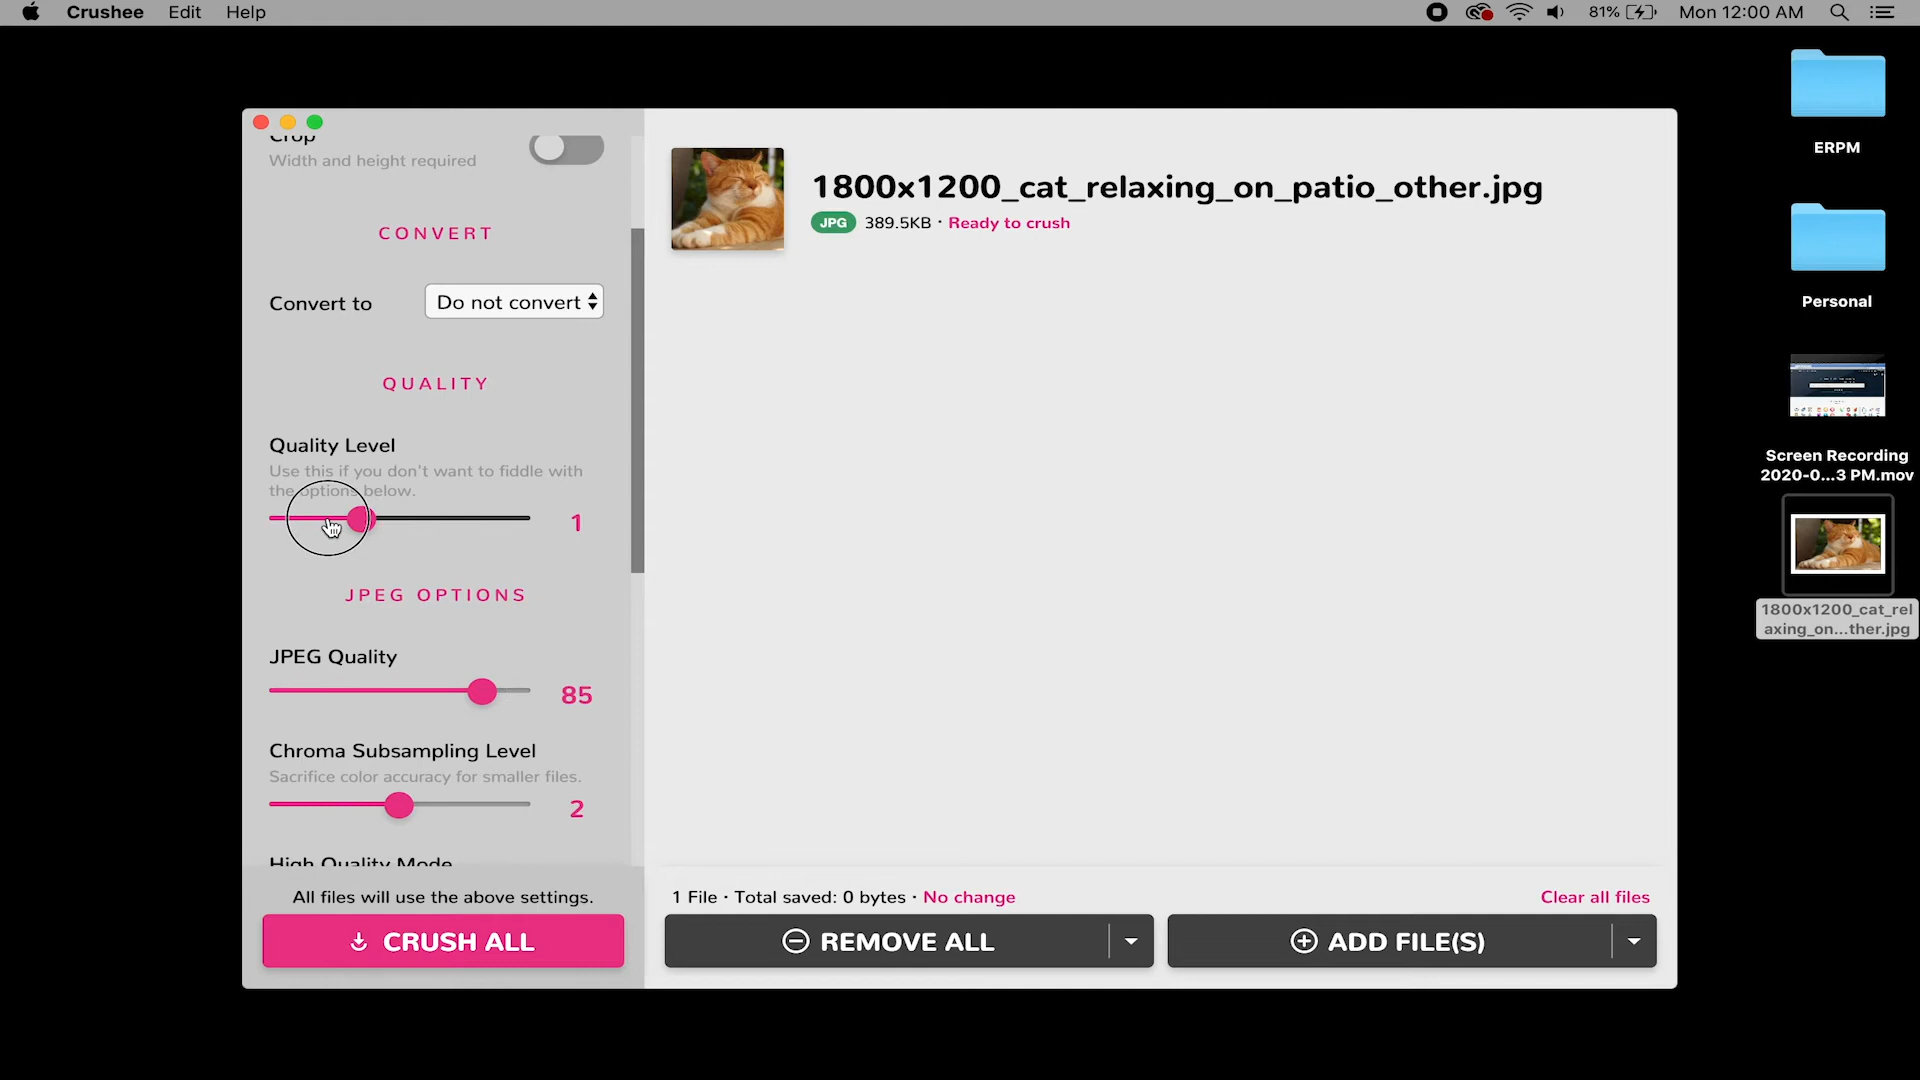 Crushee Edit Help
81% Mon 12:00 AM
ERPM
Personal
Screen Recording
2020-0...3 PM.mov
1800x1200_cat_rel
axing_on...ther.jpg
Crop
Width and height required
CONVERT
Convert to Do not convert
QUALITY
Quality Level
Use this if you don't want to fiddle with
the options below.
1
JPEG OPTIONS
JPEG Quality
85
Chroma Subsampling Level
Sacrifice color accuracy for smaller files.
2
High Quality Mode
All files will use the above settings.
CRUSH ALL
1800x1200_cat_relaxing_on_patio_other.jpg
JPG 389.5KB · Ready to crush
1 File · Total saved: 0 bytes · No change
Clear all files
REMOVE ALL
ADD FILE(S)